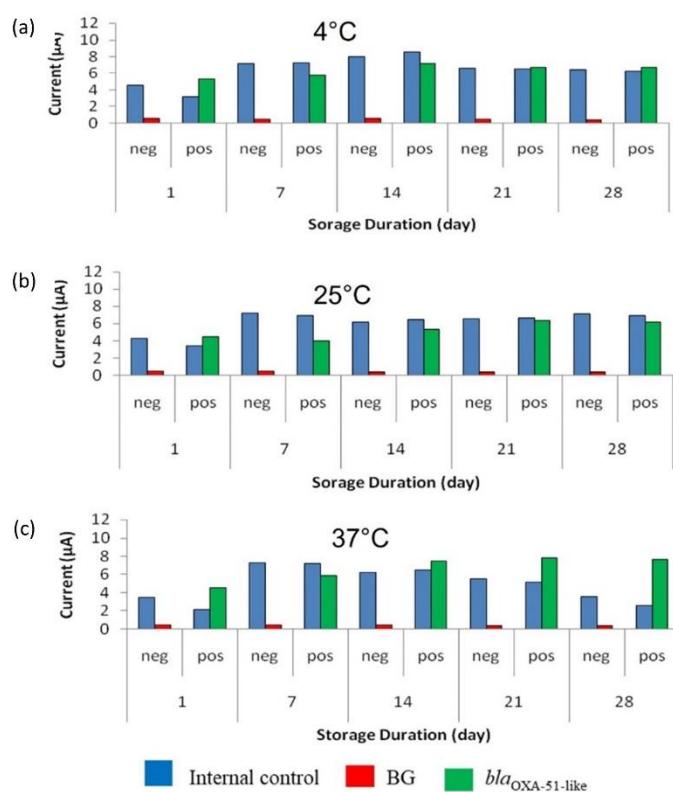 (a)
4°C
Current (µA)
12
10
8
6
4
2
0
neg pos neg pos neg pos neg pos neg pos
1 7 14 21 28
Sorage Duration (day)
(b)
25°C
Current (µA)
12
10
8
6
4
2
0
neg pos neg pos neg pos neg pos neg pos
1 7 14 21 28
Sorage Duration (day)
(c)
37°C
Current (µA)
12
10
8
6
4
2
0
neg pos neg pos neg pos neg pos neg pos
1 7 14 21 28
Storage Duration (day)
Internal control BG blaOXA-51-like